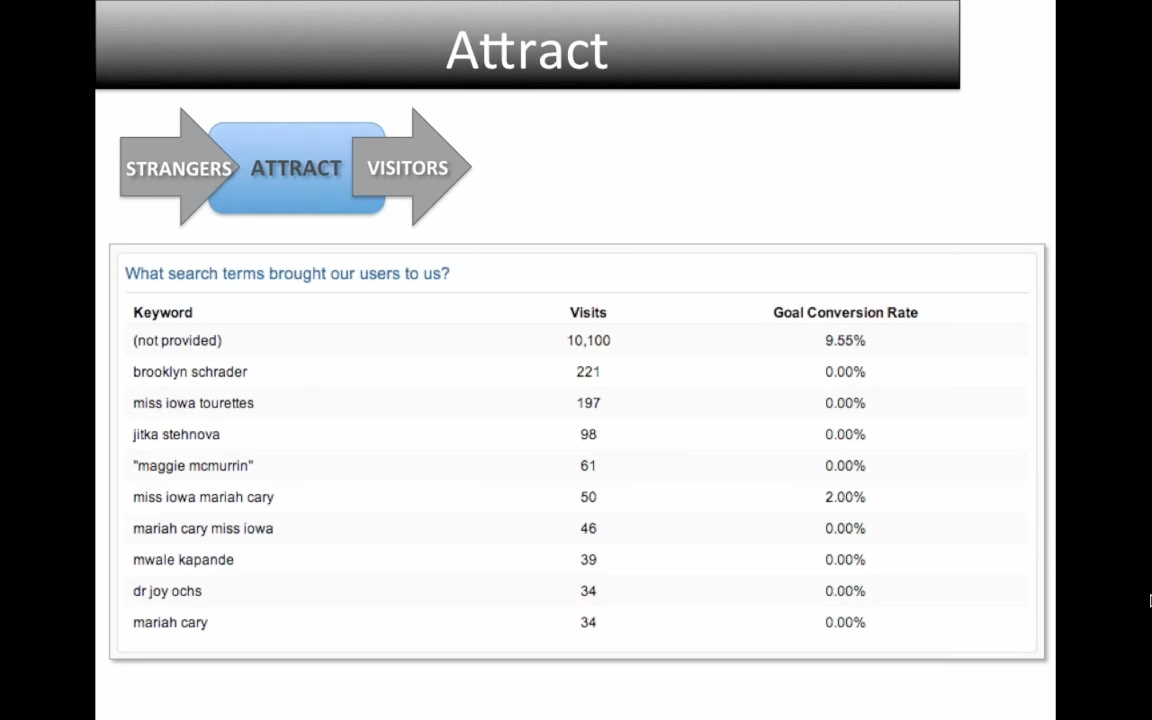 Attract
STRANGERS ATTRACT VISITORS
What search terms brought our users to us?
Keyword Visits Goal Conversion Rate
(not provided) 10,100 9.55%
brooklyn schrader 221 0.00%
miss iowa tourettes 197 0.00%
jitka stehnova 98 0.00%
"maggie mcmurrin" 61 0.00%
miss iowa mariah cary 50 2.00%
mariah cary miss iowa 46 0.00%
mwale kapande 39 0.00%
dr joy ochs 34 0.00%
mariah cary 34 0.00%